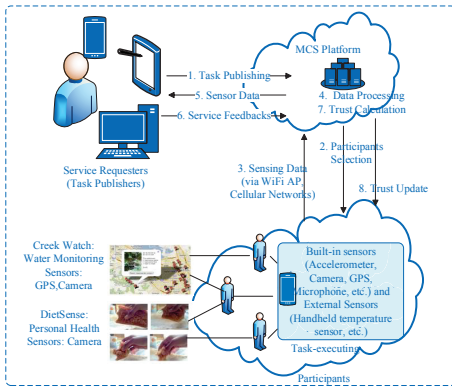 MCS Platform
1. Task Publishing
5. Sensor Data
6. Service Feedbacks
4. Data Processing
7. Trust Calculation
Service Requesters
(Task Publishers)
3. Sensing Data
(via WiFi AP,
Cellular Networks)
2. Participants
Selection
8. Trust Update
Creek Watch:
Water Monitoring
Sensors:
GPS,Camera
DietSense:
Personal Health
Sensors: Camera
Built-in sensors
(Accelerometer,
Camera, GPS,
Microphone, etc.) and
External Sensors
(Handheld temperature
sensor, etc.)
Task-executing
Participants